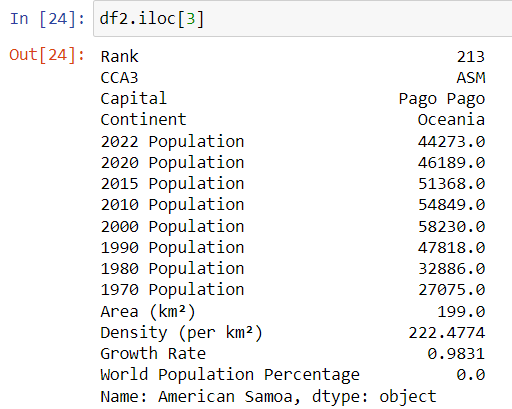 In [24]: df2.iloc[3]
Out[24]: Rank 213
CCA3 ASM
Capital Pago Pago
Continent Oceania
2022 Population 44273.0
2020 Population 46189.0
2015 Population 51368.0
2010 Population 54849.0
2000 Population 58230.0
1990 Population 47818.0
1980 Population 32886.0
1970 Population 27075.0
Area (km²) 199.0
Density (per km²) 222.4774
Growth Rate 0.9831
World Population Percentage 0.0
Name: American Samoa, dtype: object